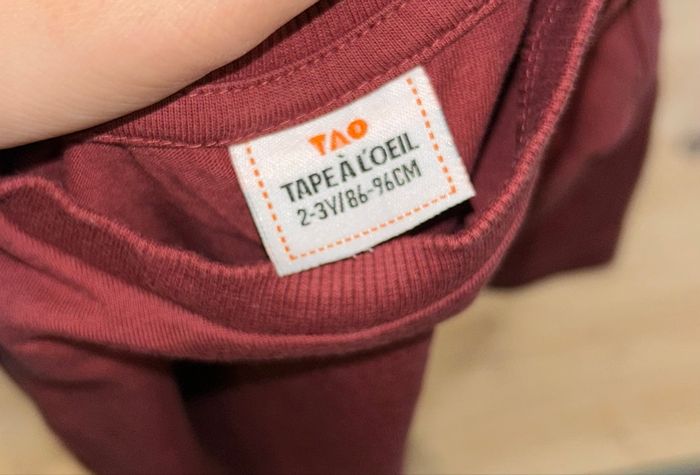 TAO
TAPE À L'OEIL
2-3Y/86-96CM